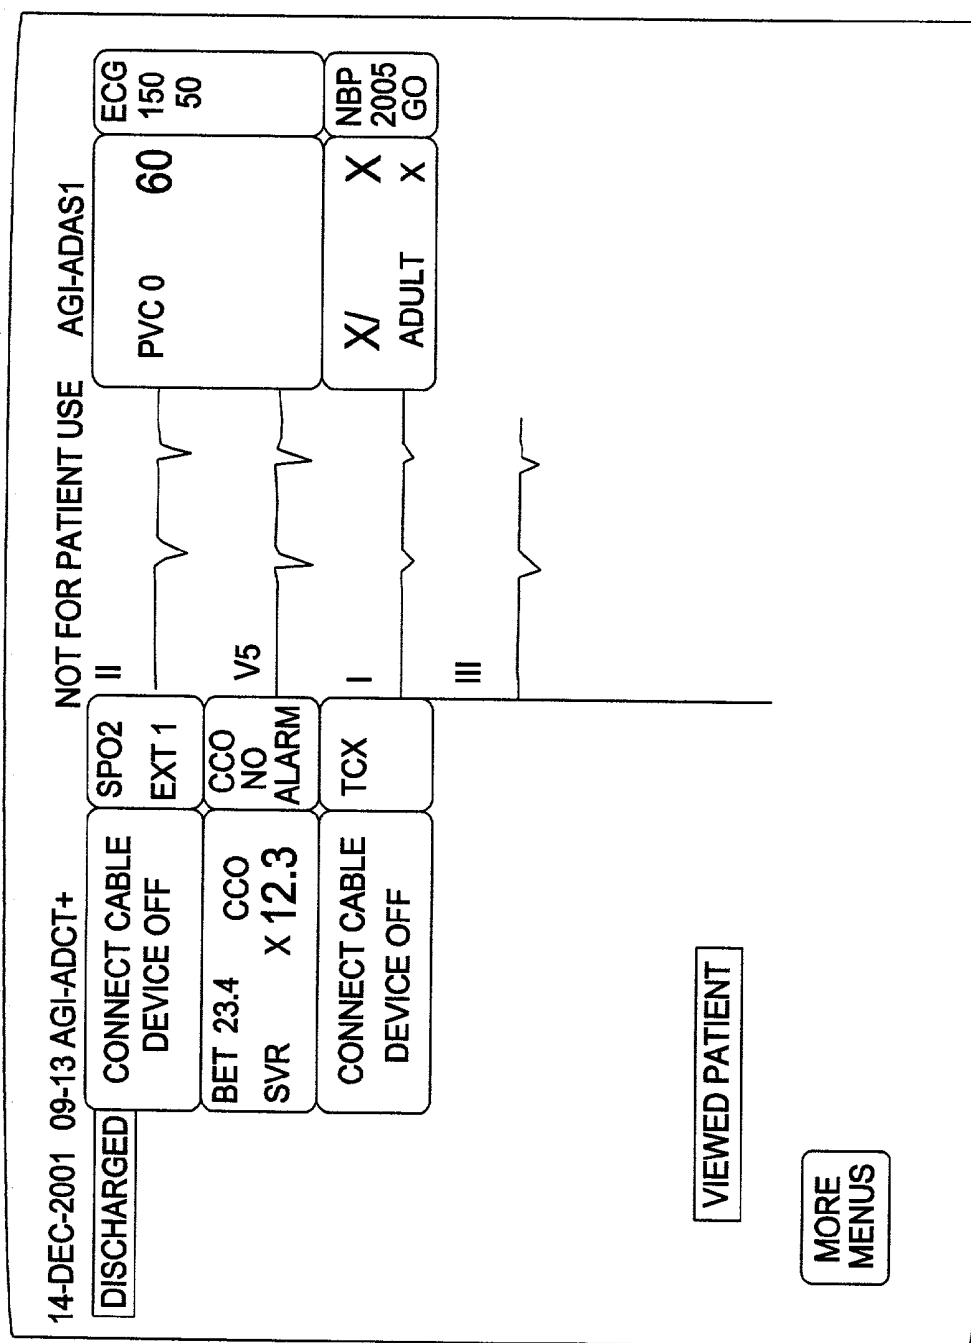 14-DEC-2001 09-13 AGI-ADCT+ NOT FOR PATIENT USE AGI-ADAS1
DISCHARGED
CONNECT CABLE
DEVICE OFF
SPO2
EXT 1
BET 23.4 CCO
SVR X 12.3
CCO
NO
ALARM
CONNECT CABLE
DEVICE OFF
TCX
II
V5
I
III
PVC 0 60
ECG
150
50
X/ X
ADULT X
NBP
2005
GO
VIEWED PATIENT
MORE
MENUS